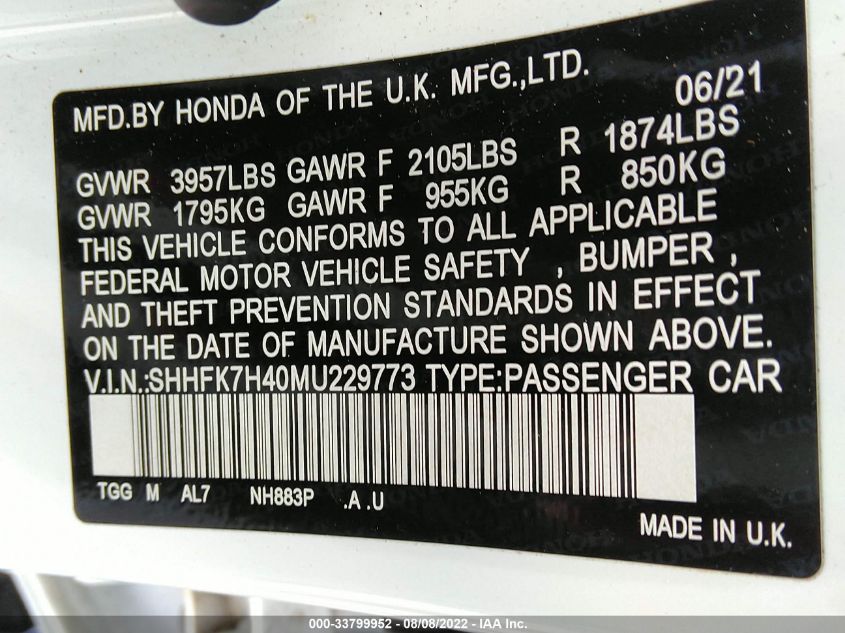 MFD.BY HONDA OF THE U.K. MFG.,LTD. 06/21
GVWR 3957LBS GAWR F 2105LBS R 1874LBS
GVWR 1795KG GAWR F 955KG R 850KG
THIS VEHICLE CONFORMS TO ALL APPLICABLE
FEDERAL MOTOR VEHICLE SAFETY , BUMPER ,
AND THEFT PREVENTION STANDARDS IN EFFECT
ON THE DATE OF MANUFACTURE SHOWN ABOVE.
V.I.N.:SHHFK7H40MU229773 TYPE:PASSENGER CAR
TGG M AL7 NH883P .A .U
MADE IN U.K.
000-33799952 - 08/08/2022 - IAA Inc.